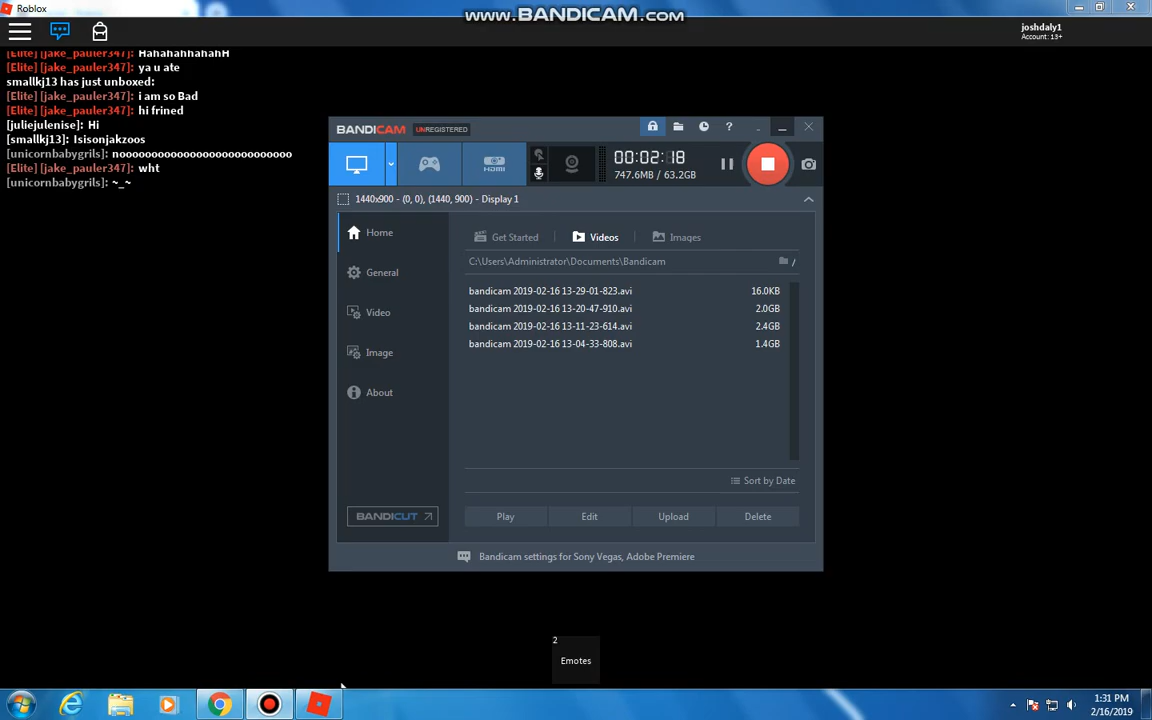 Roblox
www.BANDICAM.COM
joshdaly1
Account: 13+
[Elite] [jake_pauler347]: HahahahhahahH
[Elite] [jake_pauler347]: ya u ate
smallkj13 has just unboxed:
[Elite] [jake_pauler347]: i am so Bad
[Elite] [jake_pauler347]: hi frined
[juliejulenise]: Hi
[smallkj13]: Isisonjakzoos
[unicornbabygrils]: nooooooooooooooooooooooooooo
[Elite] [jake_pauler347]: wht
[unicornbabygrils]: ~_~
BANDICAM UNREGISTERED
?
HDMI
00:02:18
747.6MB / 63.2GB
1440x900 - (0, 0), (1440, 900) - Display 1
Home
General
Video
Image
About
BANDICUT
Get Started
Videos
Images
C:\Users\Administrator\Documents\Bandicam
/
bandicam 2019-02-16 13-29-01-823.avi 16.0KB
bandicam 2019-02-16 13-20-47-910.avi 2.0GB
bandicam 2019-02-16 13-11-23-614.avi 2.4GB
bandicam 2019-02-16 13-04-33-808.avi 1.4GB
Sort by Date
Play Edit Upload Delete
Bandicam settings for Sony Vegas, Adobe Premiere
2
Emotes
1:31 PM
2/16/2019